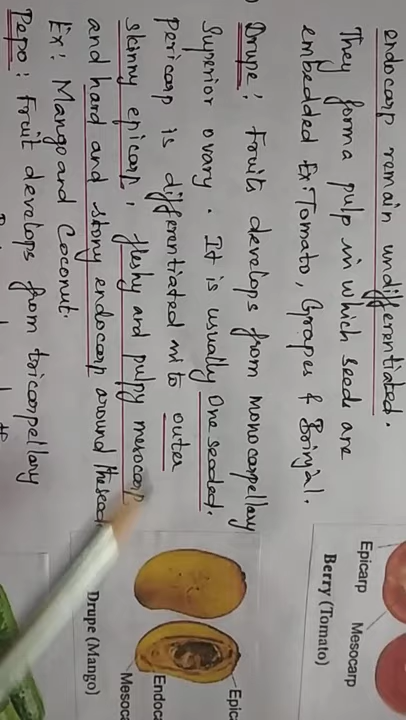 endocarp remain undifferentiated.
They form a pulp in which seeds are
embedded Ex: Tomato, Grapes & Brinjal.
Drupe: Fruits develops from monocarpellary
Superior ovary. It is usually One seeded.
Pericarp is differentiated into outer
skinny epicarp, fleshy and pulpy mesocarp
and hard and stony endocarp around the seed
Ex: Mango and Coconut.
Pepo: Fruit develops from tricarpellary
Epicarp
Mesocarp
Berry (Tomato)
Epic
Endoca
Mesoca
Drupe (Mango)